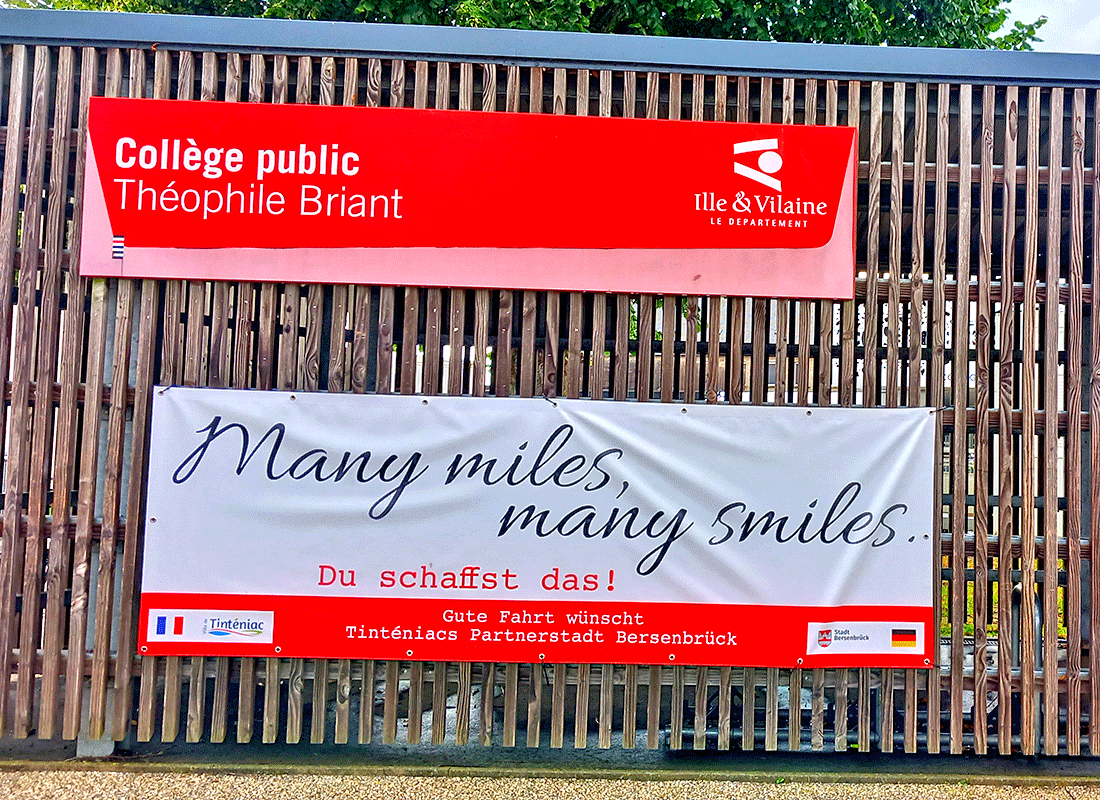 Collège public
Théophile Briant
Ille & Vilaine
LE DEPARTEMENT
Many miles,
many smiles.
Du schaffst das!
Gute Fahrt wünscht
Tinténiacs Partnerstadt Bersenbrück
Tinténiac
Stadt
Bersenbrück